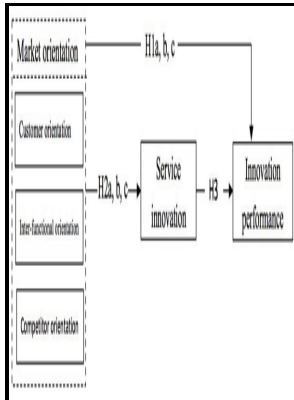 Market orientation
H1a, b, c
Customer orientation
H2a, b, c
Service
innovation
H3
Innovation
performance
Inter-functional orientation
Competitor orientation